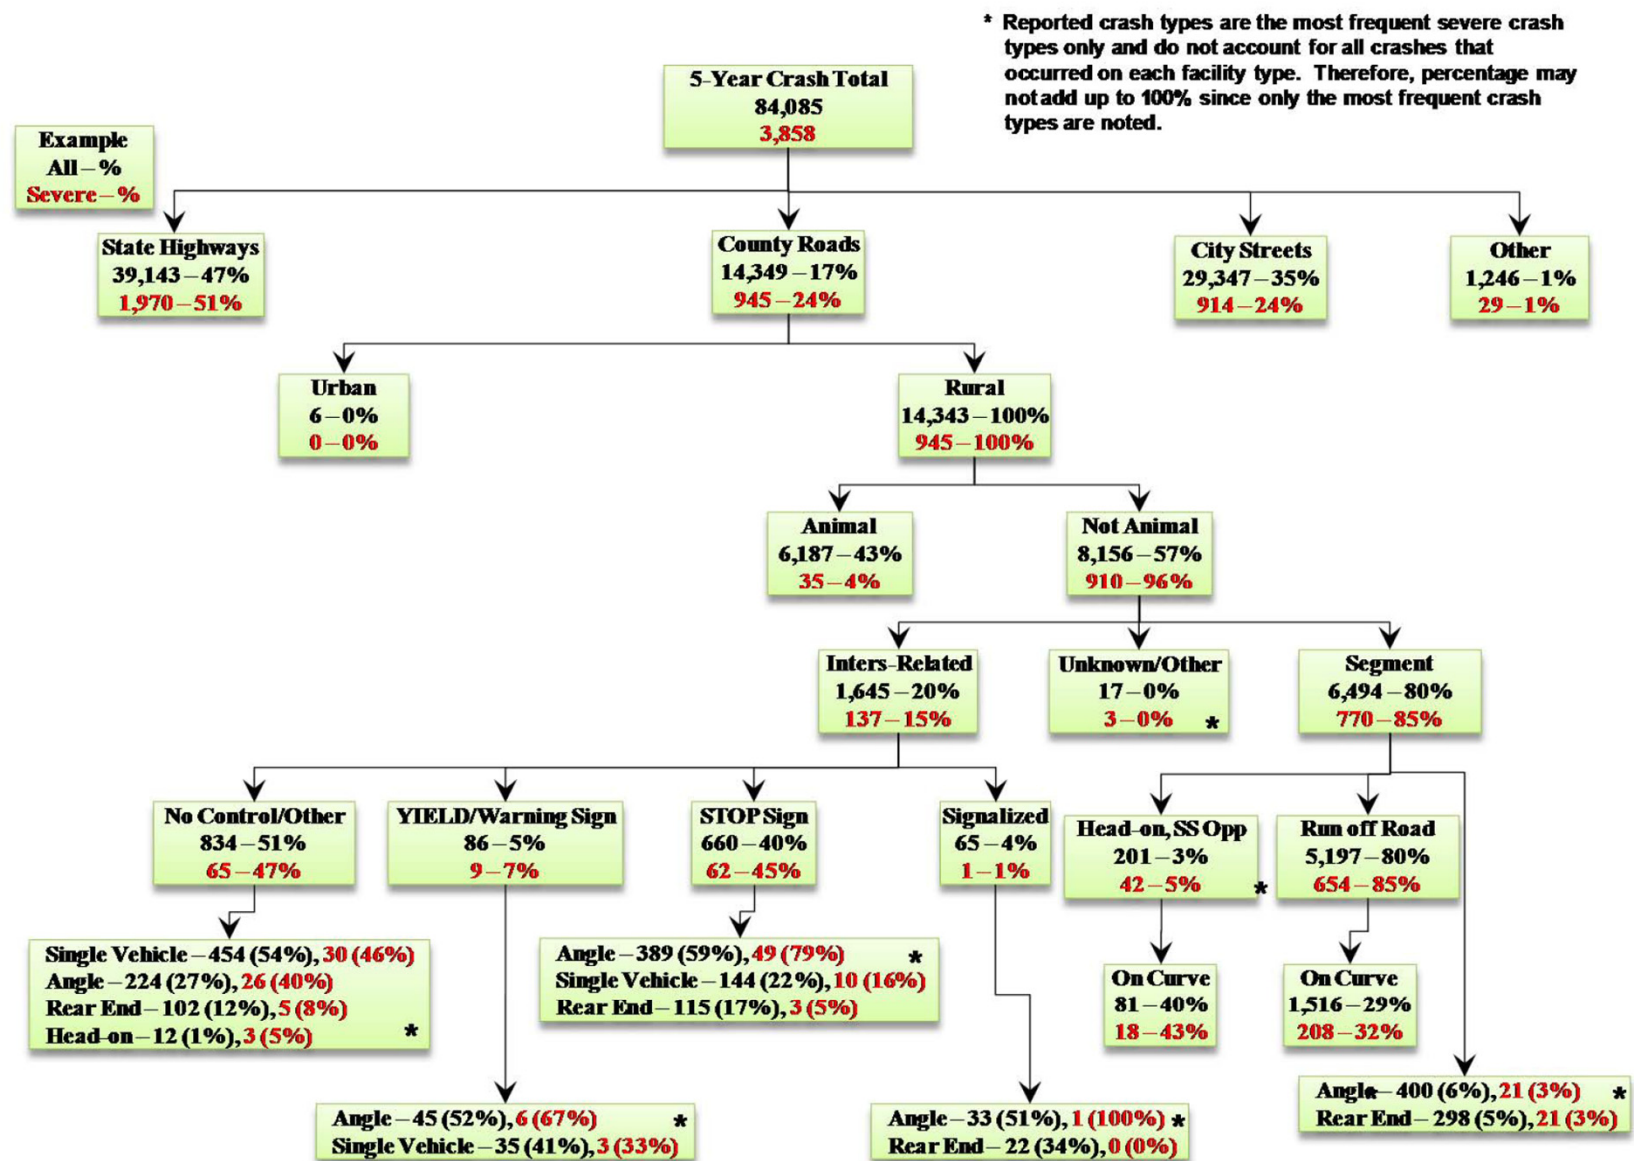 * Reported crash types are the most frequent severe crash
types only and do not account for all crashes that
occurred on each facility type. Therefore, percentage may
not add up to 100% since only the most frequent crash
types are noted.
5-Year Crash Total
84,085
3,858
Example
All – %
Severe – %
State Highways
39,143 – 47%
1,970 – 51%
County Roads
14,349 – 17%
945 – 24%
City Streets
29,347 – 35%
914 – 24%
Other
1,246 – 1%
29 – 1%
Urban
6 – 0%
0 – 0%
Rural
14,343 – 100%
945 – 100%
Animal
6,187 – 43%
35 – 4%
Not Animal
8,156 – 57%
910 – 96%
Inters-Related
1,645 – 20%
137 – 15%
Unknown/Other
17 – 0%
3 – 0% *
Segment
6,494 – 80%
770 – 85%
No Control/Other
834 – 51%
65 – 47%
YIELD/Warning Sign
86 – 5%
9 – 7%
STOP Sign
660 – 40%
62 – 45%
Signalized
65 – 4%
1 – 1%
Head-on, SS Opp
201 – 3%
42 – 5% *
Run off Road
5,197 – 80%
654 – 85%
Single Vehicle – 454 (54%), 30 (46%)
Angle – 224 (27%), 26 (40%)
Rear End – 102 (12%), 5 (8%)
Head-on – 12 (1%), 3 (5%) *
Angle – 389 (59%), 49 (79%) *
Single Vehicle – 144 (22%), 10 (16%)
Rear End – 115 (17%), 3 (5%)
On Curve
81 – 40%
18 – 43%
On Curve
1,516 – 29%
208 – 32%
Angle – 45 (52%), 6 (67%) *
Single Vehicle – 35 (41%), 3 (33%)
Angle – 33 (51%), 1 (100%) *
Rear End – 22 (34%), 0 (0%)
Angle – 400 (6%), 21 (3%) *
Rear End – 298 (5%), 21 (3%)